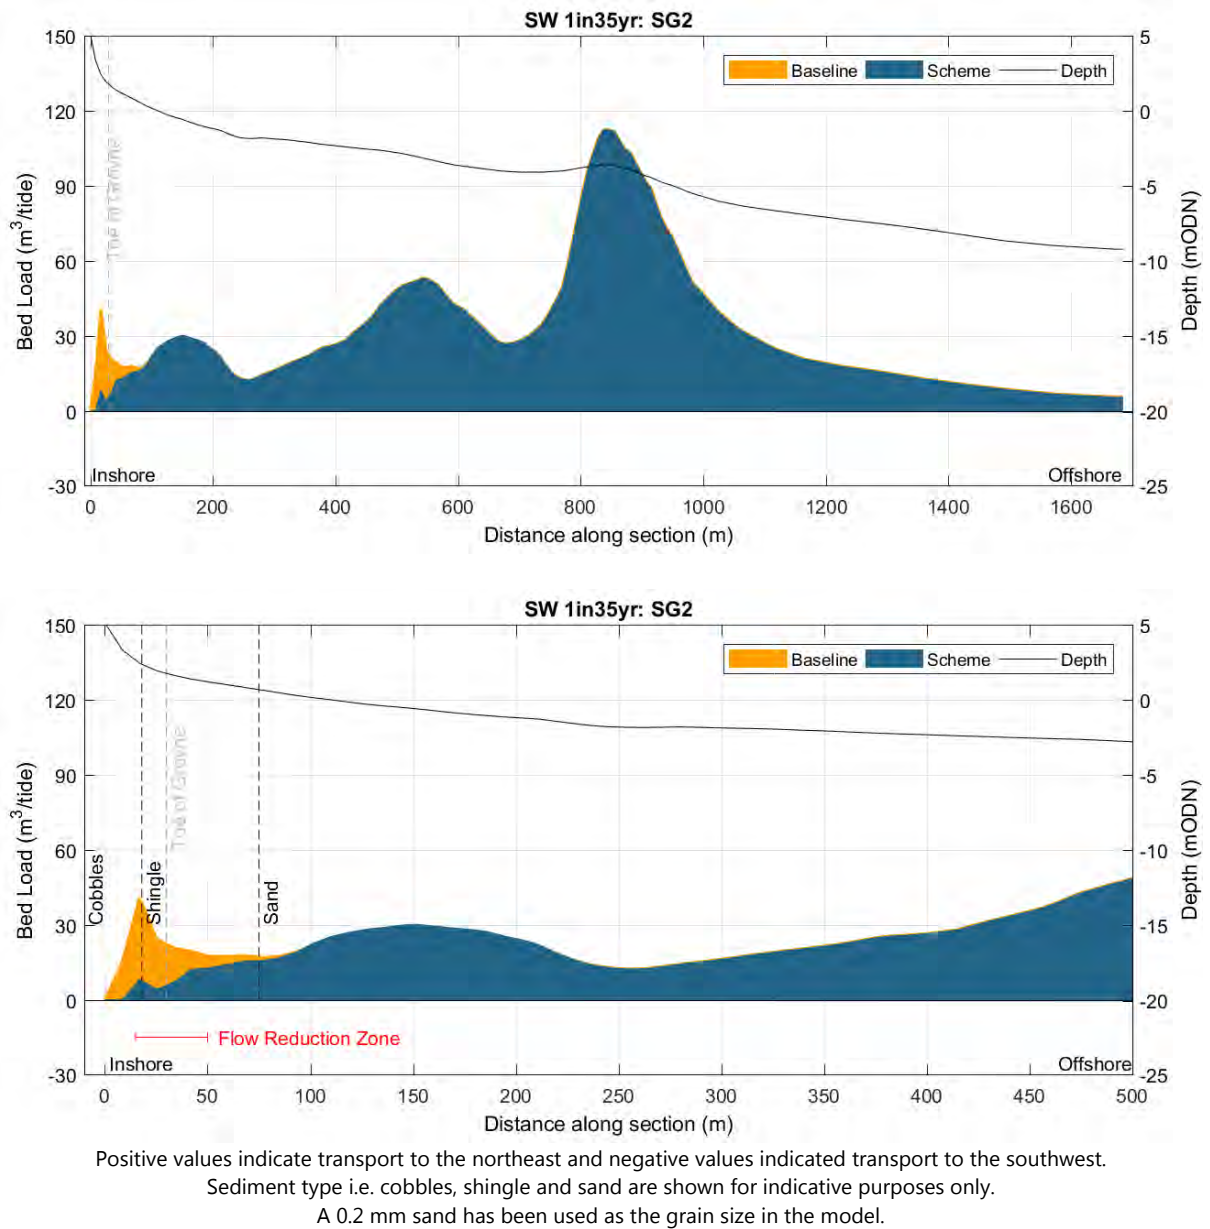 SW 1in35yr: SG2
Baseline Scheme Depth
150 120 90 60 30 0 -30
Bed Load (m³/tide)
5 0 -5 -10 -15 -20 -25
Depth (mODN)
Toe of Groyne
Inshore Offshore
0 200 400 600 800 1000 1200 1400 1600
Distance along section (m)
SW 1in35yr: SG2
Baseline Scheme Depth
150 120 90 60 30 0 -30
Bed Load (m³/tide)
5 0 -5 -10 -15 -20 -25
Depth (mODN)
Cobbles
Shingle
Toe of Groyne
Sand
Flow Reduction Zone
Inshore Offshore
0 50 100 150 200 250 300 350 400 450 500
Distance along section (m)
Positive values indicate transport to the northeast and negative values indicated transport to the southwest.
Sediment type i.e. cobbles, shingle and sand are shown for indicative purposes only.
A 0.2 mm sand has been used as the grain size in the model.